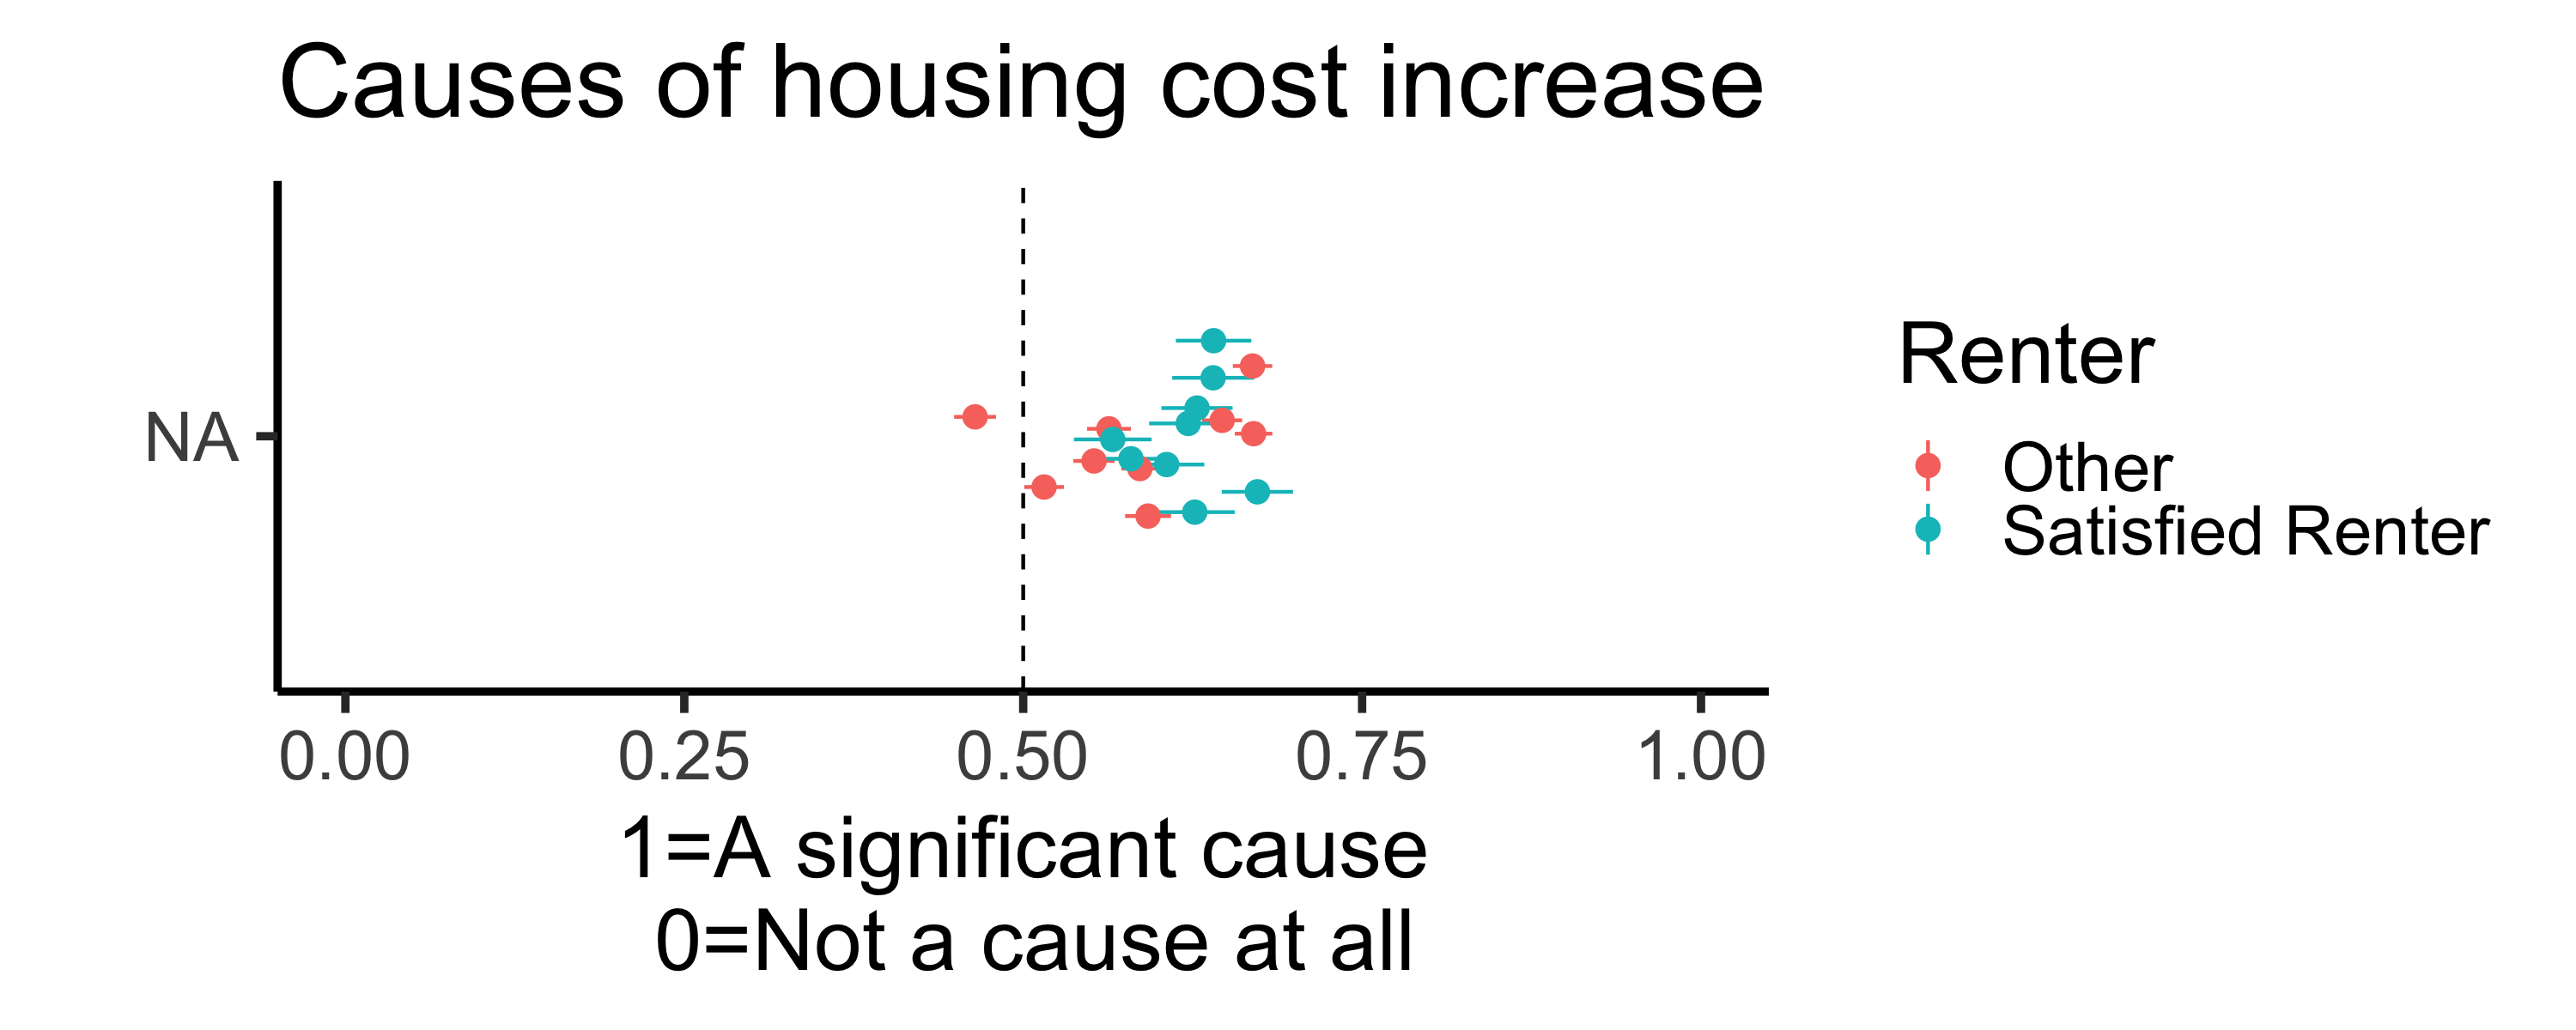 Causes of housing cost increase
NA
0.00 0.25 0.50 0.75 1.00
1=A significant cause
0=Not a cause at all
Renter
Other
Satisfied Renter